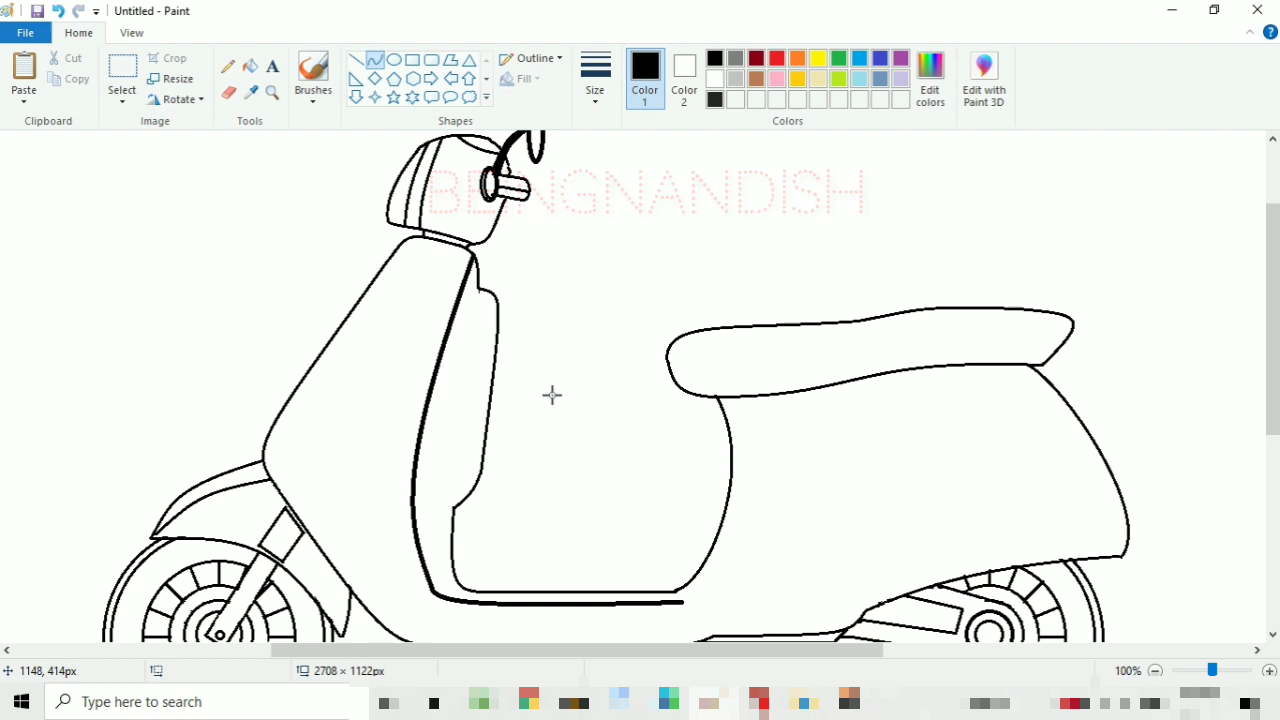 Untitled - Paint
File
Home
View
Paste
Cut
Copy
Clipboard
Select
Crop
Resize
Rotate
Image
Tools
Brushes
Shapes
Outline
Fill
Size
Color
1
Color
2
Edit
colors
Colors
Edit with
Paint 3D
BEINGNANDISH
1148, 414px
2708 × 1122px
100%
Type here to search